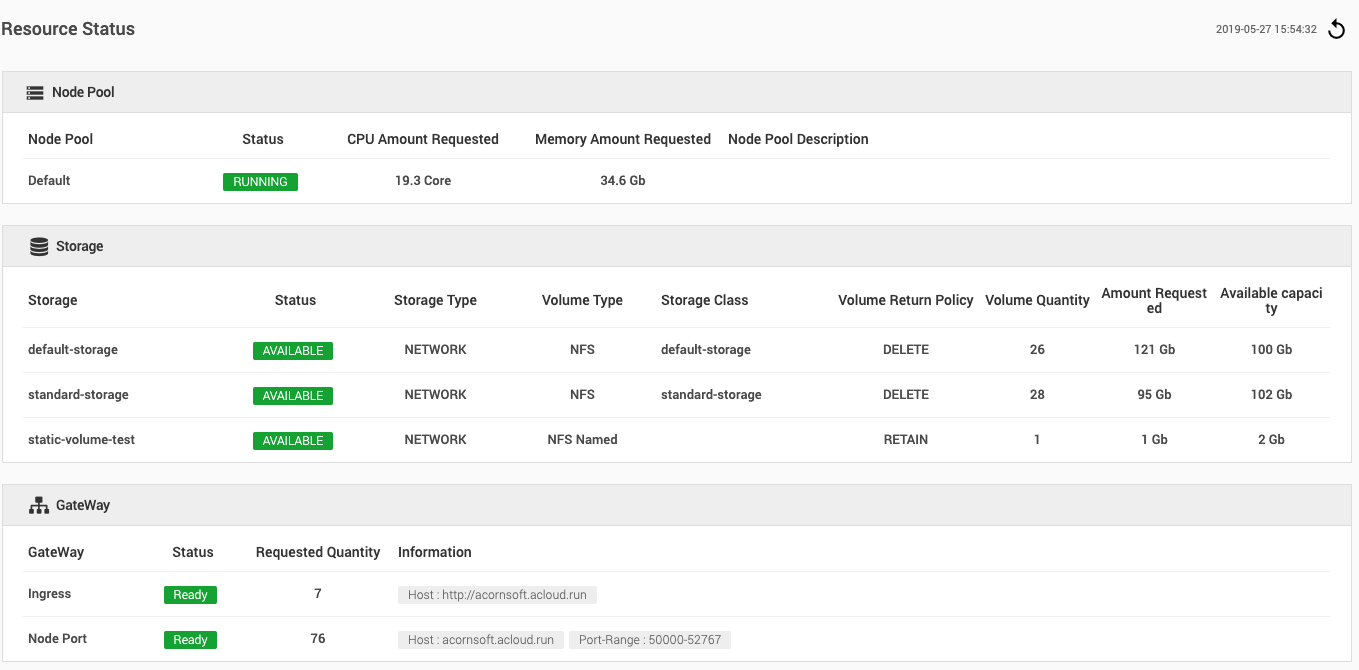 Resource Status
2019-05-27 15:54:32
Node Pool
Node Pool Status CPU Amount Requested Memory Amount Requested Node Pool Description
Default RUNNING 19.3 Core 34.6 Gb
Storage
Storage Status Storage Type Volume Type Storage Class Volume Return Policy Volume Quantity Amount Request Available capaci
ed ty
default-storage AVAILABLE NETWORK NFS default-storage DELETE 26 121 Gb 100 Gb
standard-storage AVAILABLE NETWORK NFS standard-storage DELETE 28 95 Gb 102 Gb
static-volume-test AVAILABLE NETWORK NFS Named RETAIN 1 1 Gb 2 Gb
GateWay
GateWay Status Requested Quantity Information
Ingress Ready 7 Host : http://acornsoft.acloud.run
Node Port Ready 76 Host : acornsoft.acloud.run Port-Range : 50000-52767